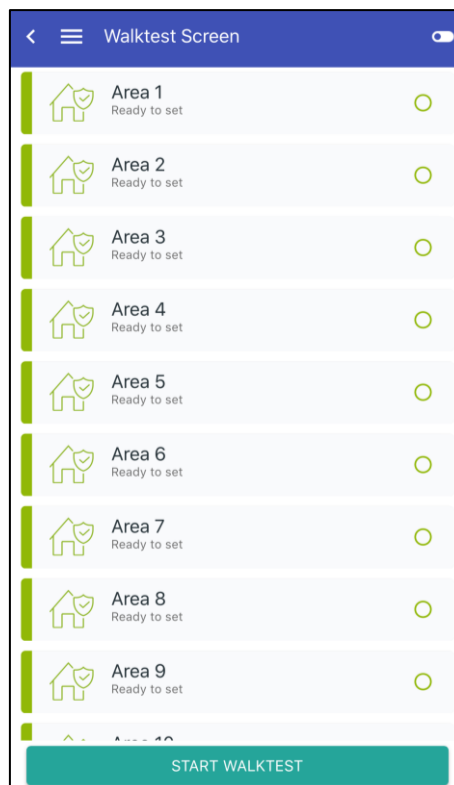 Walktest Screen
Area 1
Ready to set
Area 2
Ready to set
Area 3
Ready to set
Area 4
Ready to set
Area 5
Ready to set
Area 6
Ready to set
Area 7
Ready to set
Area 8
Ready to set
Area 9
Ready to set
Area 10
START WALKTEST